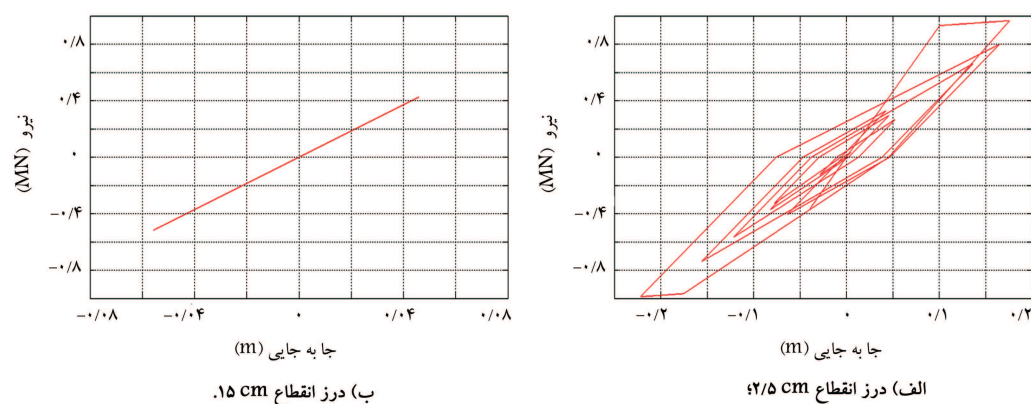 ۰/۸
۰/۴
۰
−۰/۴
−۰/۸
نیرو (MN)
−۰/۲ −۰/۱ ۰ ۰/۱ ۰/۲
جا به جایی (m)
الف) درز انقطاع ۲/۵ cm؛
۰/۸
۰/۴
۰
−۰/۴
−۰/۸
نیرو (MN)
−۰/۰۸ −۰/۰۴ ۰ ۰/۰۴ ۰/۰۸
جا به جایی (m)
ب) درز انقطاع ۱۵ cm.